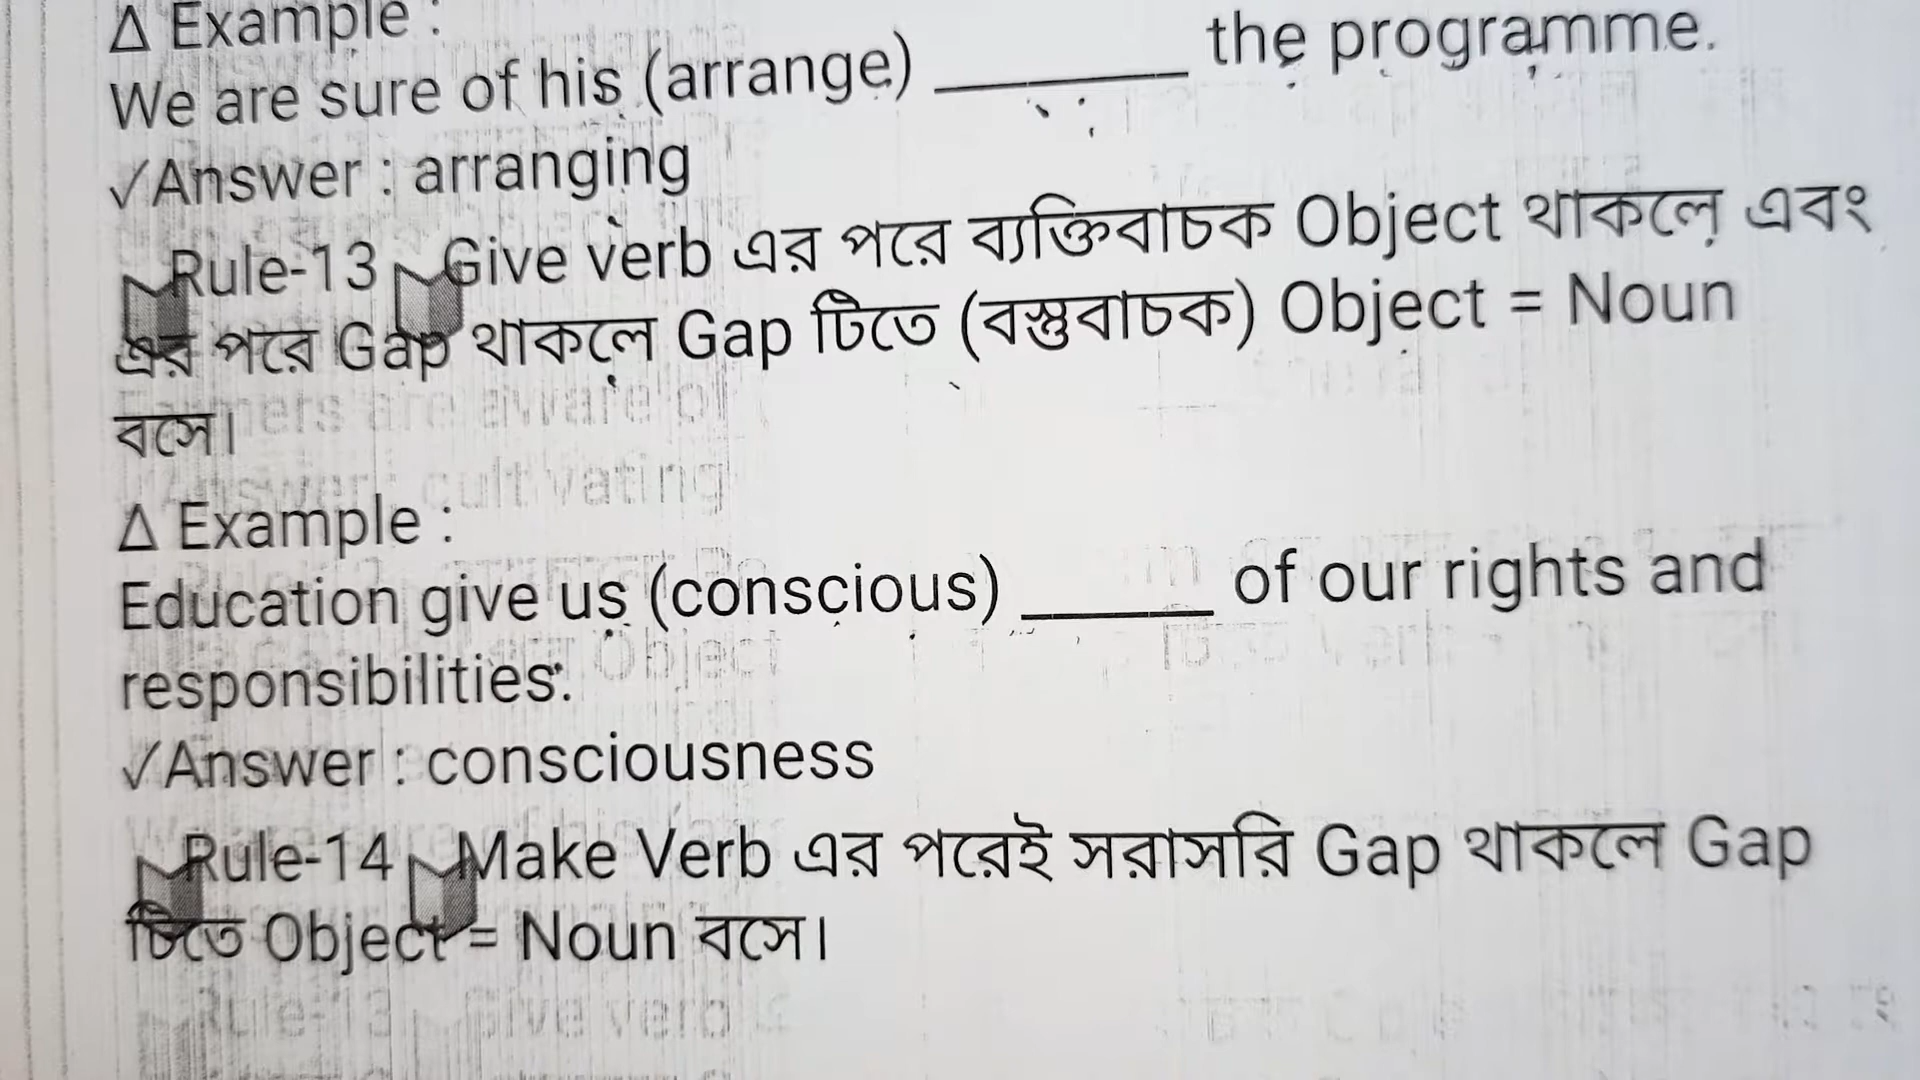 Δ Example :
We are sure of his (arrange) ________ the programme.
✓Answer : arranging
Rule-13 Give verb এর পরে ব্যক্তিবাচক Object থাকলে এবং
এর পরে Gap থাকলে Gap টিতে (বস্তুবাচক) Object = Noun
বসে।
Δ Example :
Education give us (conscious) ______ of our rights and
responsibilities.
✓Answer : consciousness
Rule-14 Make Verb এর পরেই সরাসরি Gap থাকলে Gap
টিতে Object = Noun বসে।